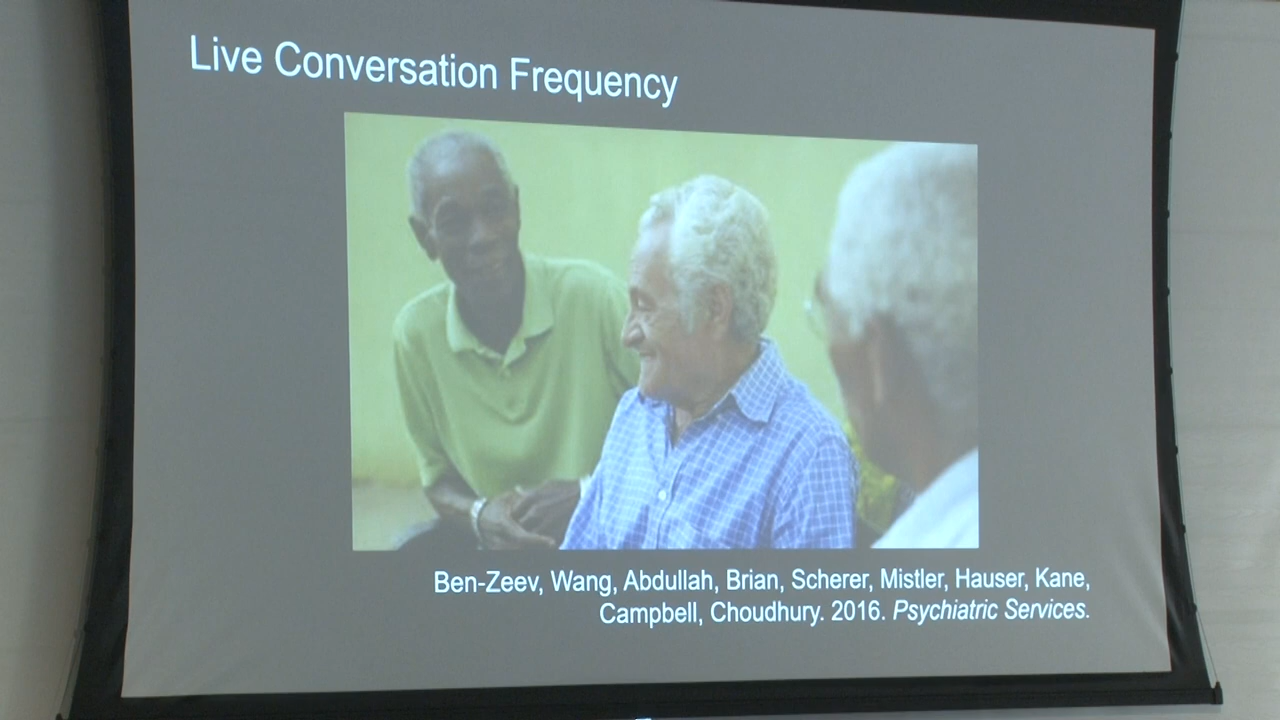 Live Conversation Frequency
Ben-Zeev, Wang, Abdullah, Brian, Scherer, Mistler, Hauser, Kane,
Campbell, Choudhury. 2016. Psychiatric Services.